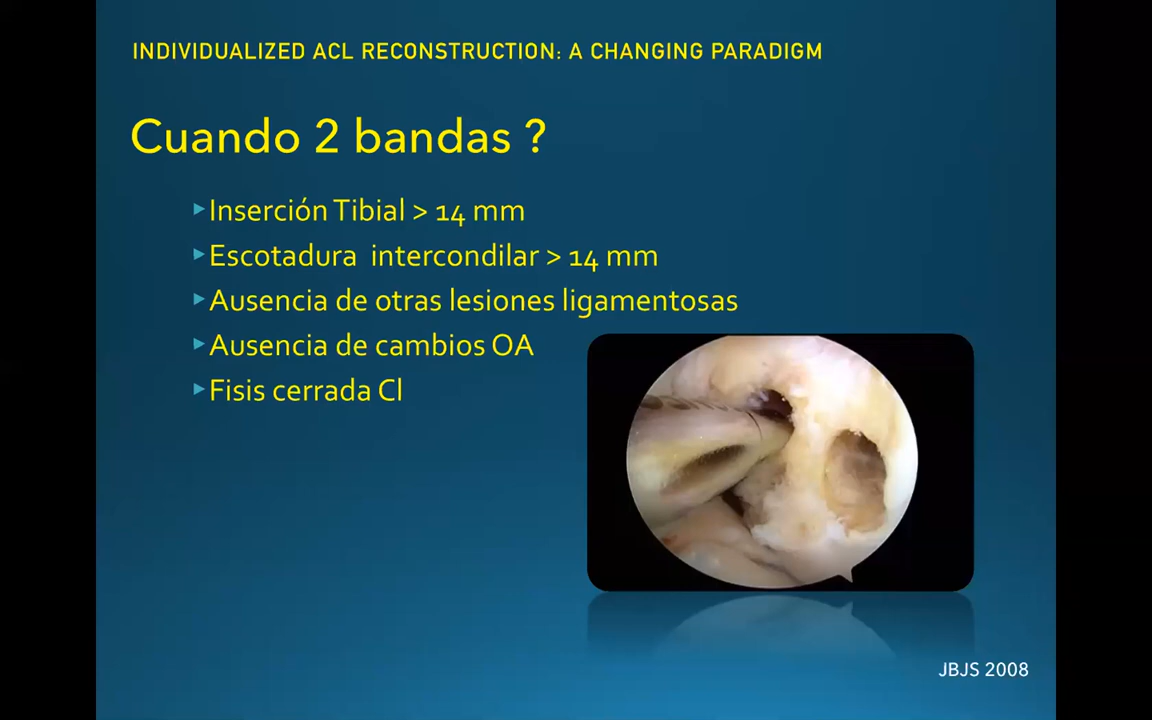 INDIVIDUALIZED ACL RECONSTRUCTION: A CHANGING PARADIGM
Cuando 2 bandas ?
Inserción Tibial > 14 mm
Escotadura intercondilar > 14 mm
Ausencia de otras lesiones ligamentosas
Ausencia de cambios OA
Fisis cerrada Cl
JBJS 2008